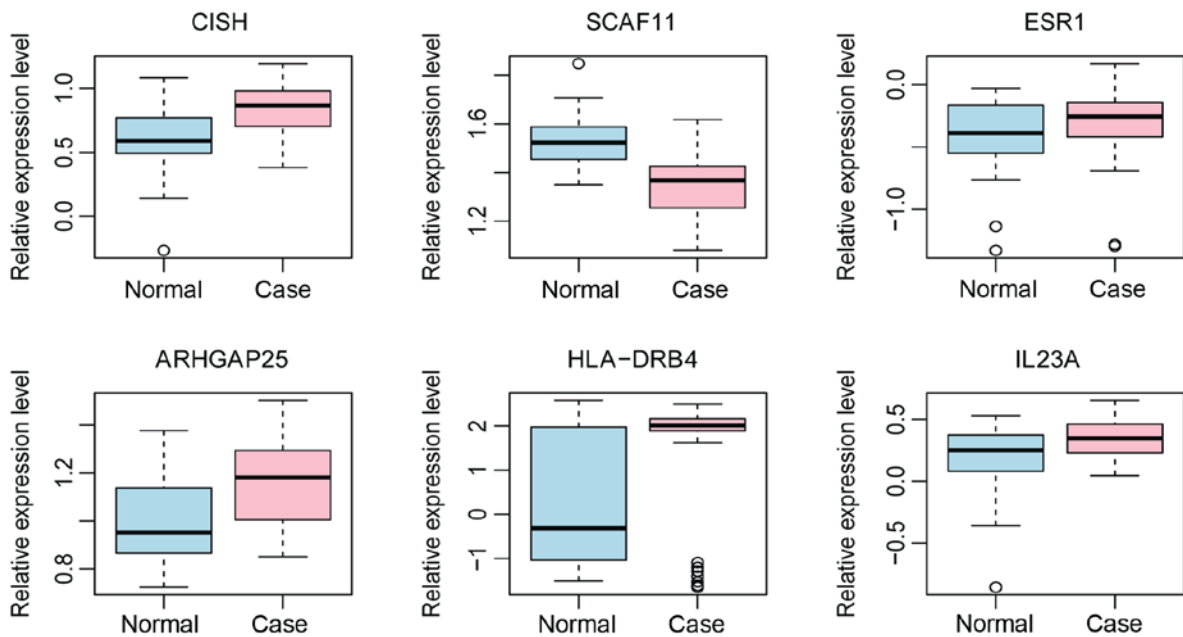 CISH
Relative expression level
1.0
0.5
0.0
Normal Case
SCAF11
Relative expression level
1.6
1.2
Normal Case
ESR1
Relative expression level
0.0
−1.0
Normal Case
ARHGAP25
Relative expression level
1.2
0.8
Normal Case
HLA−DRB4
Relative expression level
2
1
0
−1
Normal Case
IL23A
Relative expression level
0.5
0.0
−0.5
Normal Case